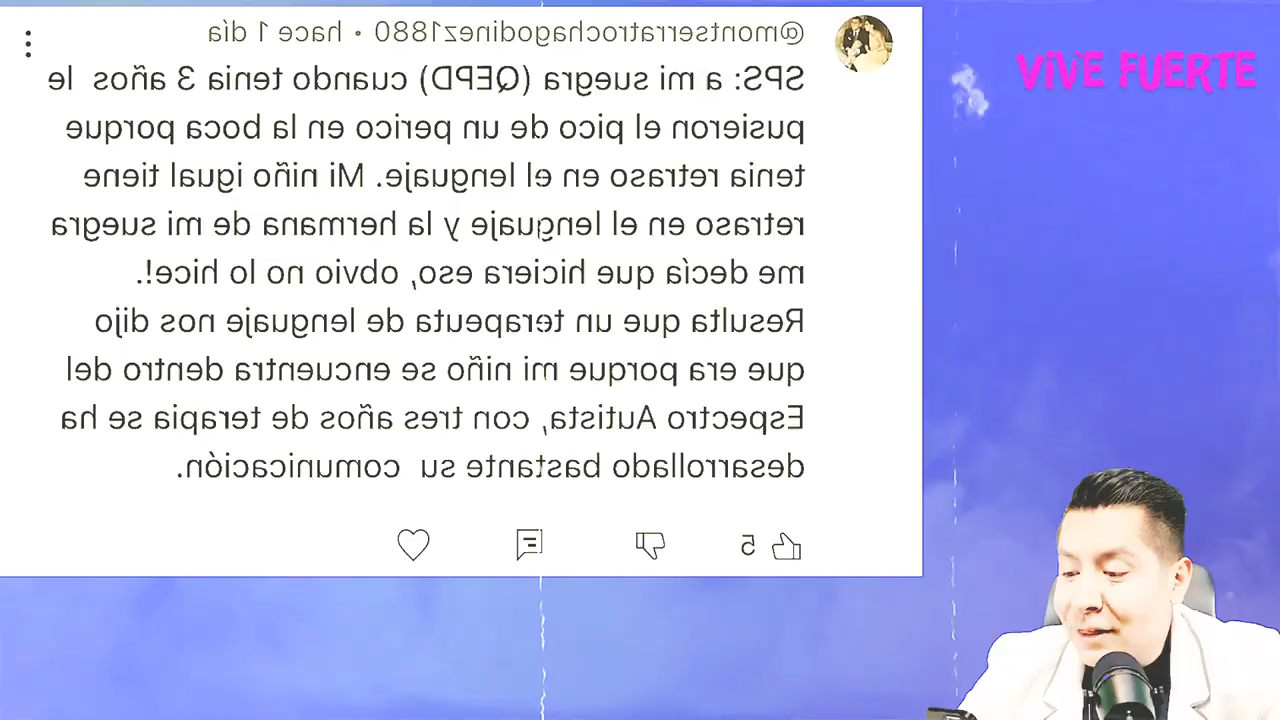 @montserratrochagodinez1880 • hace 1 día
SPS: a mi suegra (QEPD) cuando tenia 3 años le
pusieron el pico de un perico en la boca porque
tenia retraso en el lenguaje. Mi niño igual tiene
retraso en el lenguaje y la hermana de mi suegra
me decía que hiciera eso, obvio no lo hice!.
Resulta que un terapeuta de lenguaje nos dijo
que era porque mi niño se encuentra dentro del
Espectro Autista, con tres años de terapia se ha
desarrollado bastante su comunicación.
5
VIVE FUERTE